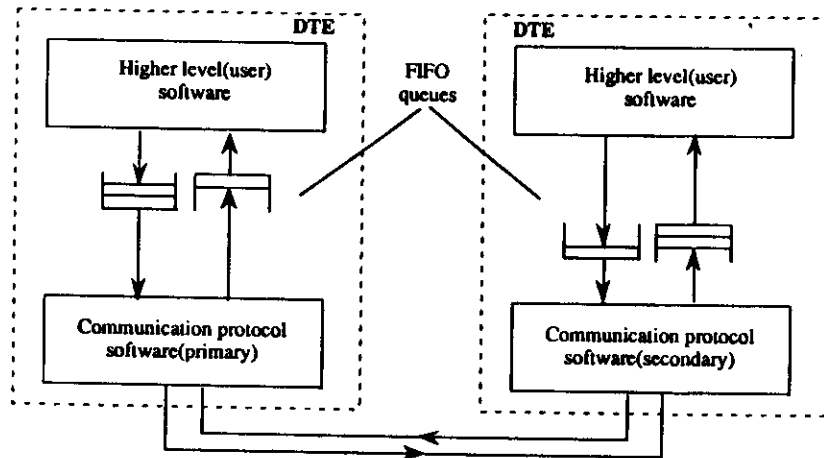 DTE
Higher level(user)
software
Communication protocol
software(primary)
FIFO
queues
DTE
Higher level(user)
software
Communication protocol
software(secondary)